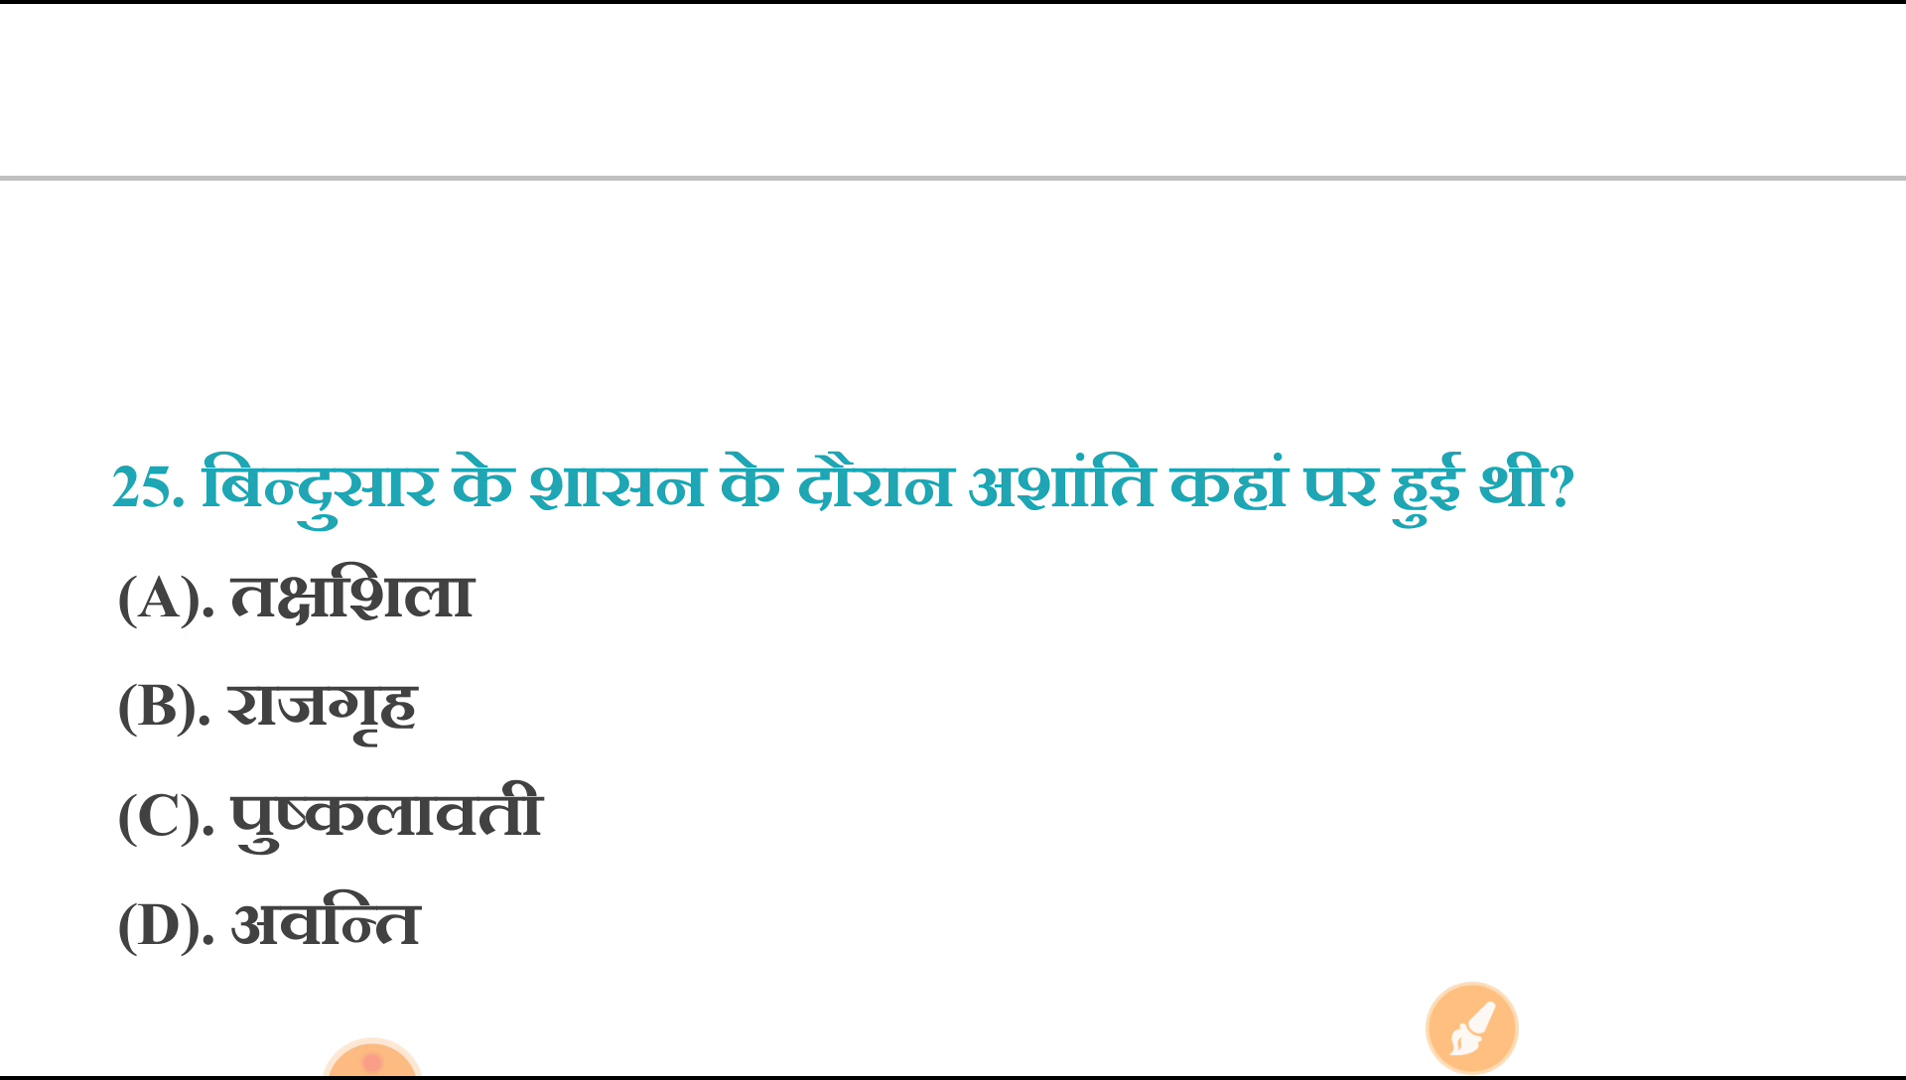 25. बिन्दुसार के शासन के दौरान अशांति कहां पर हुई थी?
(A). तक्षशिला
(B). राजगृह
(C). पुष्कलावती
(D). अवन्ति